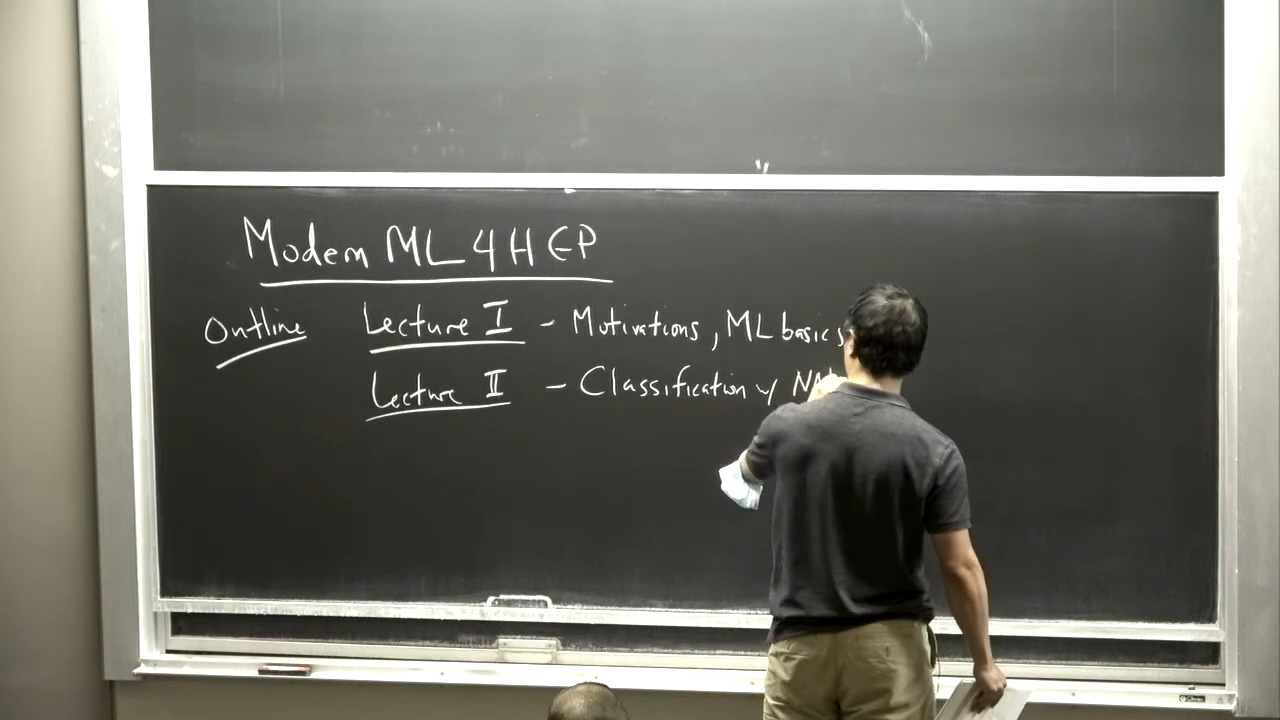 Modern ML 4 HEP
Outline Lecture I - Motivations, ML basics
Lecture II - Classification w/